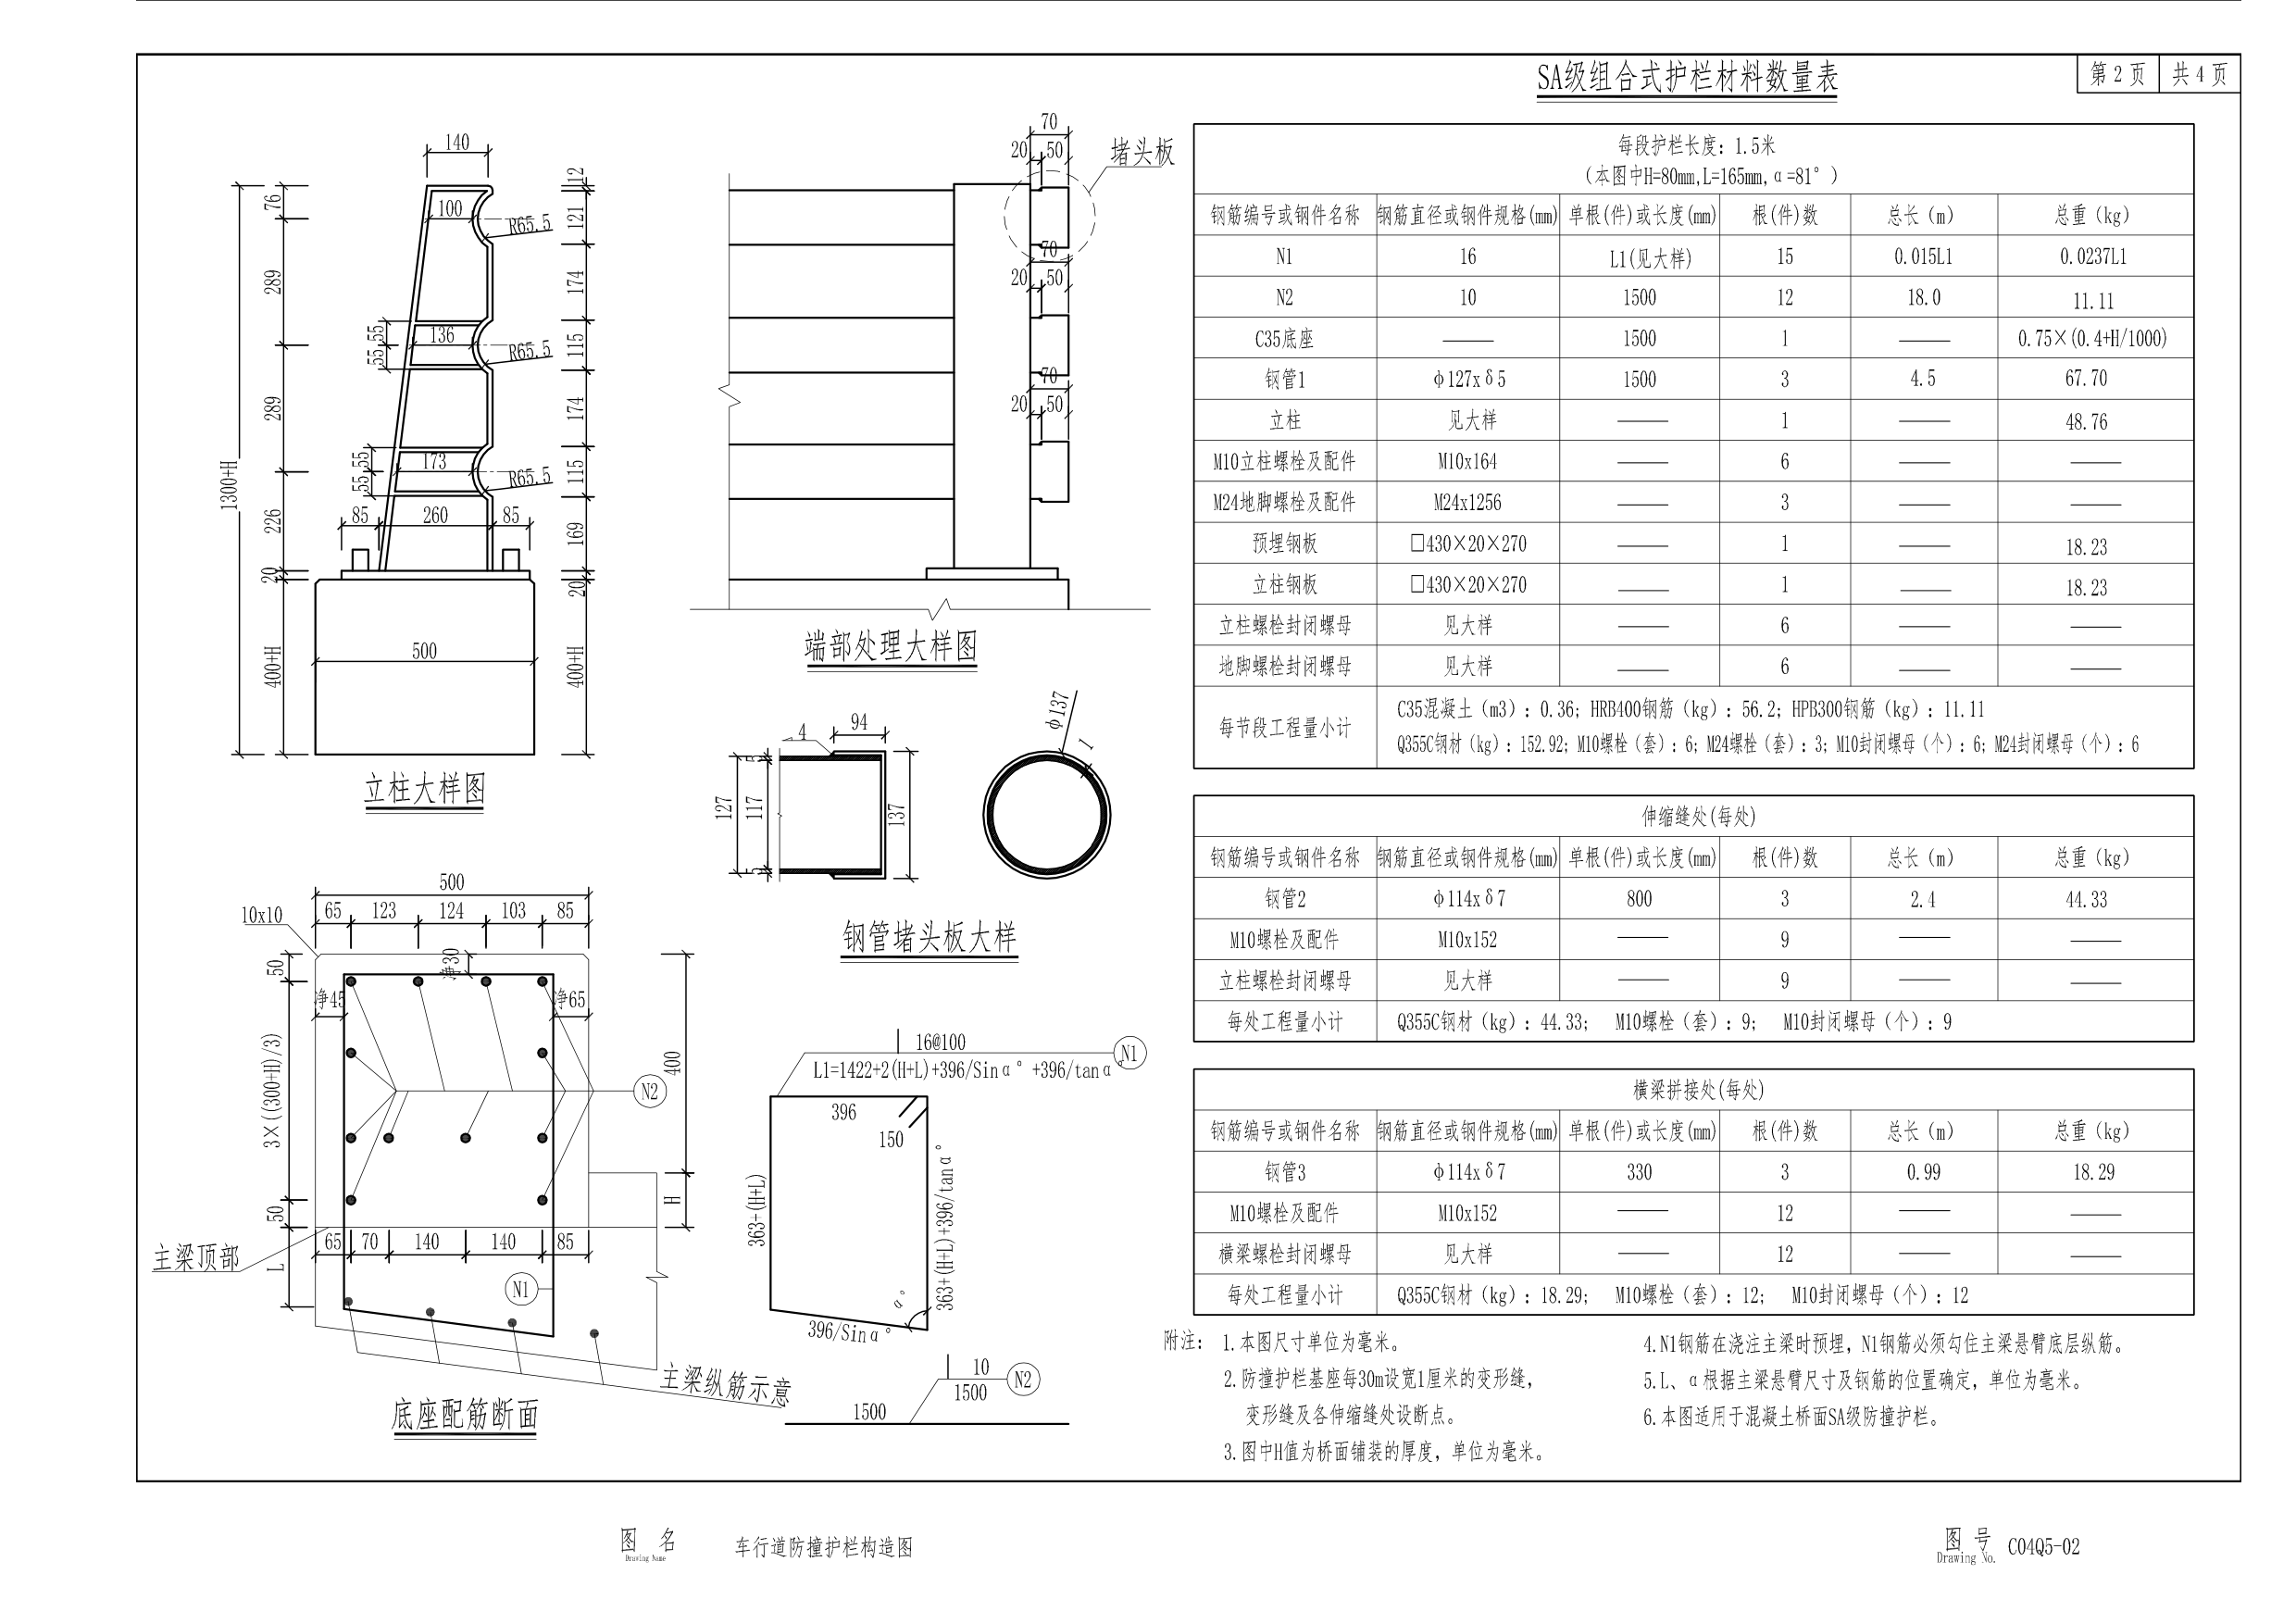 第 2 页 共 4 页
SA级组合式护栏材料数量表
每段护栏长度: 1.5米
(本图中H=80mm,L=165mm,α=81°)
钢筋编号或钢件名称 钢筋直径或钢件规格(mm) 单根(件)或长度(mm) 根(件)数 总长 (m) 总重 (kg)
N1 16 L1(见大样) 15 0.015L1 0.0237L1
N2 10 1500 12 18.0 11.11
C35底座 —— 1500 1 —— 0.75×(0.4+H/1000)
钢管1 φ127xδ5 1500 3 4.5 67.70
立柱 见大样 —— 1 —— 48.76
M10立柱螺栓及配件 M10x164 —— 6 —— ——
M24地脚螺栓及配件 M24x1256 —— 3 —— ——
预埋钢板 □430×20×270 —— 1 —— 18.23
立柱钢板 □430×20×270 —— 1 —— 18.23
立柱螺栓封闭螺母 见大样 —— 6 —— ——
地脚螺栓封闭螺母 见大样 —— 6 —— ——
每节段工程量小计
C35混凝土 (m3) : 0.36; HRB400钢筋 (kg) : 56.2; HPB300钢筋 (kg) : 11.11
Q355C钢材 (kg) : 152.92; M10螺栓 (套) : 6; M24螺栓 (套) : 3; M10封闭螺母 (个) : 6; M24封闭螺母 (个) : 6
伸缩缝处(每处)
钢筋编号或钢件名称 钢筋直径或钢件规格(mm) 单根(件)或长度(mm) 根(件)数 总长 (m) 总重 (kg)
钢管2 φ114xδ7 800 3 2.4 44.33
M10螺栓及配件 M10x152 —— 9 —— ——
立柱螺栓封闭螺母 见大样 —— 9 —— ——
每处工程量小计 Q355C钢材 (kg) : 44.33; M10螺栓 (套) : 9; M10封闭螺母 (个) : 9
横梁拼接处(每处)
钢筋编号或钢件名称 钢筋直径或钢件规格(mm) 单根(件)或长度(mm) 根(件)数 总长 (m) 总重 (kg)
钢管3 φ114xδ7 330 3 0.99 18.29
M10螺栓及配件 M10x152 —— 12 —— ——
横梁螺栓封闭螺母 见大样 —— 12 —— ——
每处工程量小计 Q355C钢材 (kg) : 18.29; M10螺栓 (套) : 12; M10封闭螺母 (个) : 12
附注: 1.本图尺寸单位为毫米。
2.防撞护栏基座每30m设宽1厘米的变形缝,
变形缝及各伸缩缝处设断点。
3.图中H值为桥面铺装的厚度, 单位为毫米。
4.N1钢筋在浇注主梁时预埋, N1钢筋必须勾住主梁悬臂底层纵筋。
5.L、α根据主梁悬臂尺寸及钢筋的位置确定, 单位为毫米。
6.本图适用于混凝土桥面SA级防撞护栏。
140
100
R65.5
136
R65.5
173
R65.5
85 260 85
500
1300+H
76
289
289
226
20
400+H
55 55
55 55
12
121
174
115
174
115
169
20
400+H
立柱大样图
70
20 50
堵头板
70
20 50
70
20 50
端部处理大样图
4
94
127
117
5
5
137
φ137
1
钢管堵头板大样
500
65 123 124 103 85
10x10
50
净30
净45
净65
3×((300+H)/3)
400
N2
H
50
65 70 140 140 85
L
主梁顶部
N1
主梁纵筋示意
底座配筋断面
16@100
N1
L1=1422+2(H+L)+396/Sinα°+396/tanα°
396
150
363+(H+L)
363+(H+L)+396/tanα°
α°
396/Sinα°
10
N2
1500
1500
图 名
Drawing Name
车行道防撞护栏构造图
图 号
Drawing No.
C04Q5-02